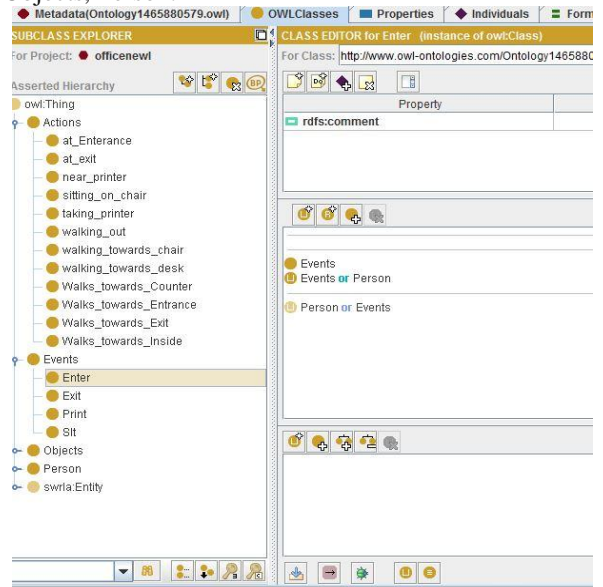 Metadata(Ontology1465880579.owl) OWLClasses Properties Individuals Form
SUBCLASS EXPLORER
For Project: officenewl
Asserted Hierarchy
owl:Thing
Actions
at_Enterance
at_exit
near_printer
sitting_on_chair
taking_printer
walking_out
walking_towards_chair
walking_towards_desk
Walks_towards_Counter
Walks_towards_Entrance
Walks_towards_Exit
Walks_towards_Inside
Events
Enter
Exit
Print
SIt
Objects
Person
swrla:Entity
CLASS EDITOR for Enter (instance of owl:Class)
For Class: http://www.owl-ontologies.com/Ontology1465880
Property
rdfs:comment
Events
Events or Person
Person or Events